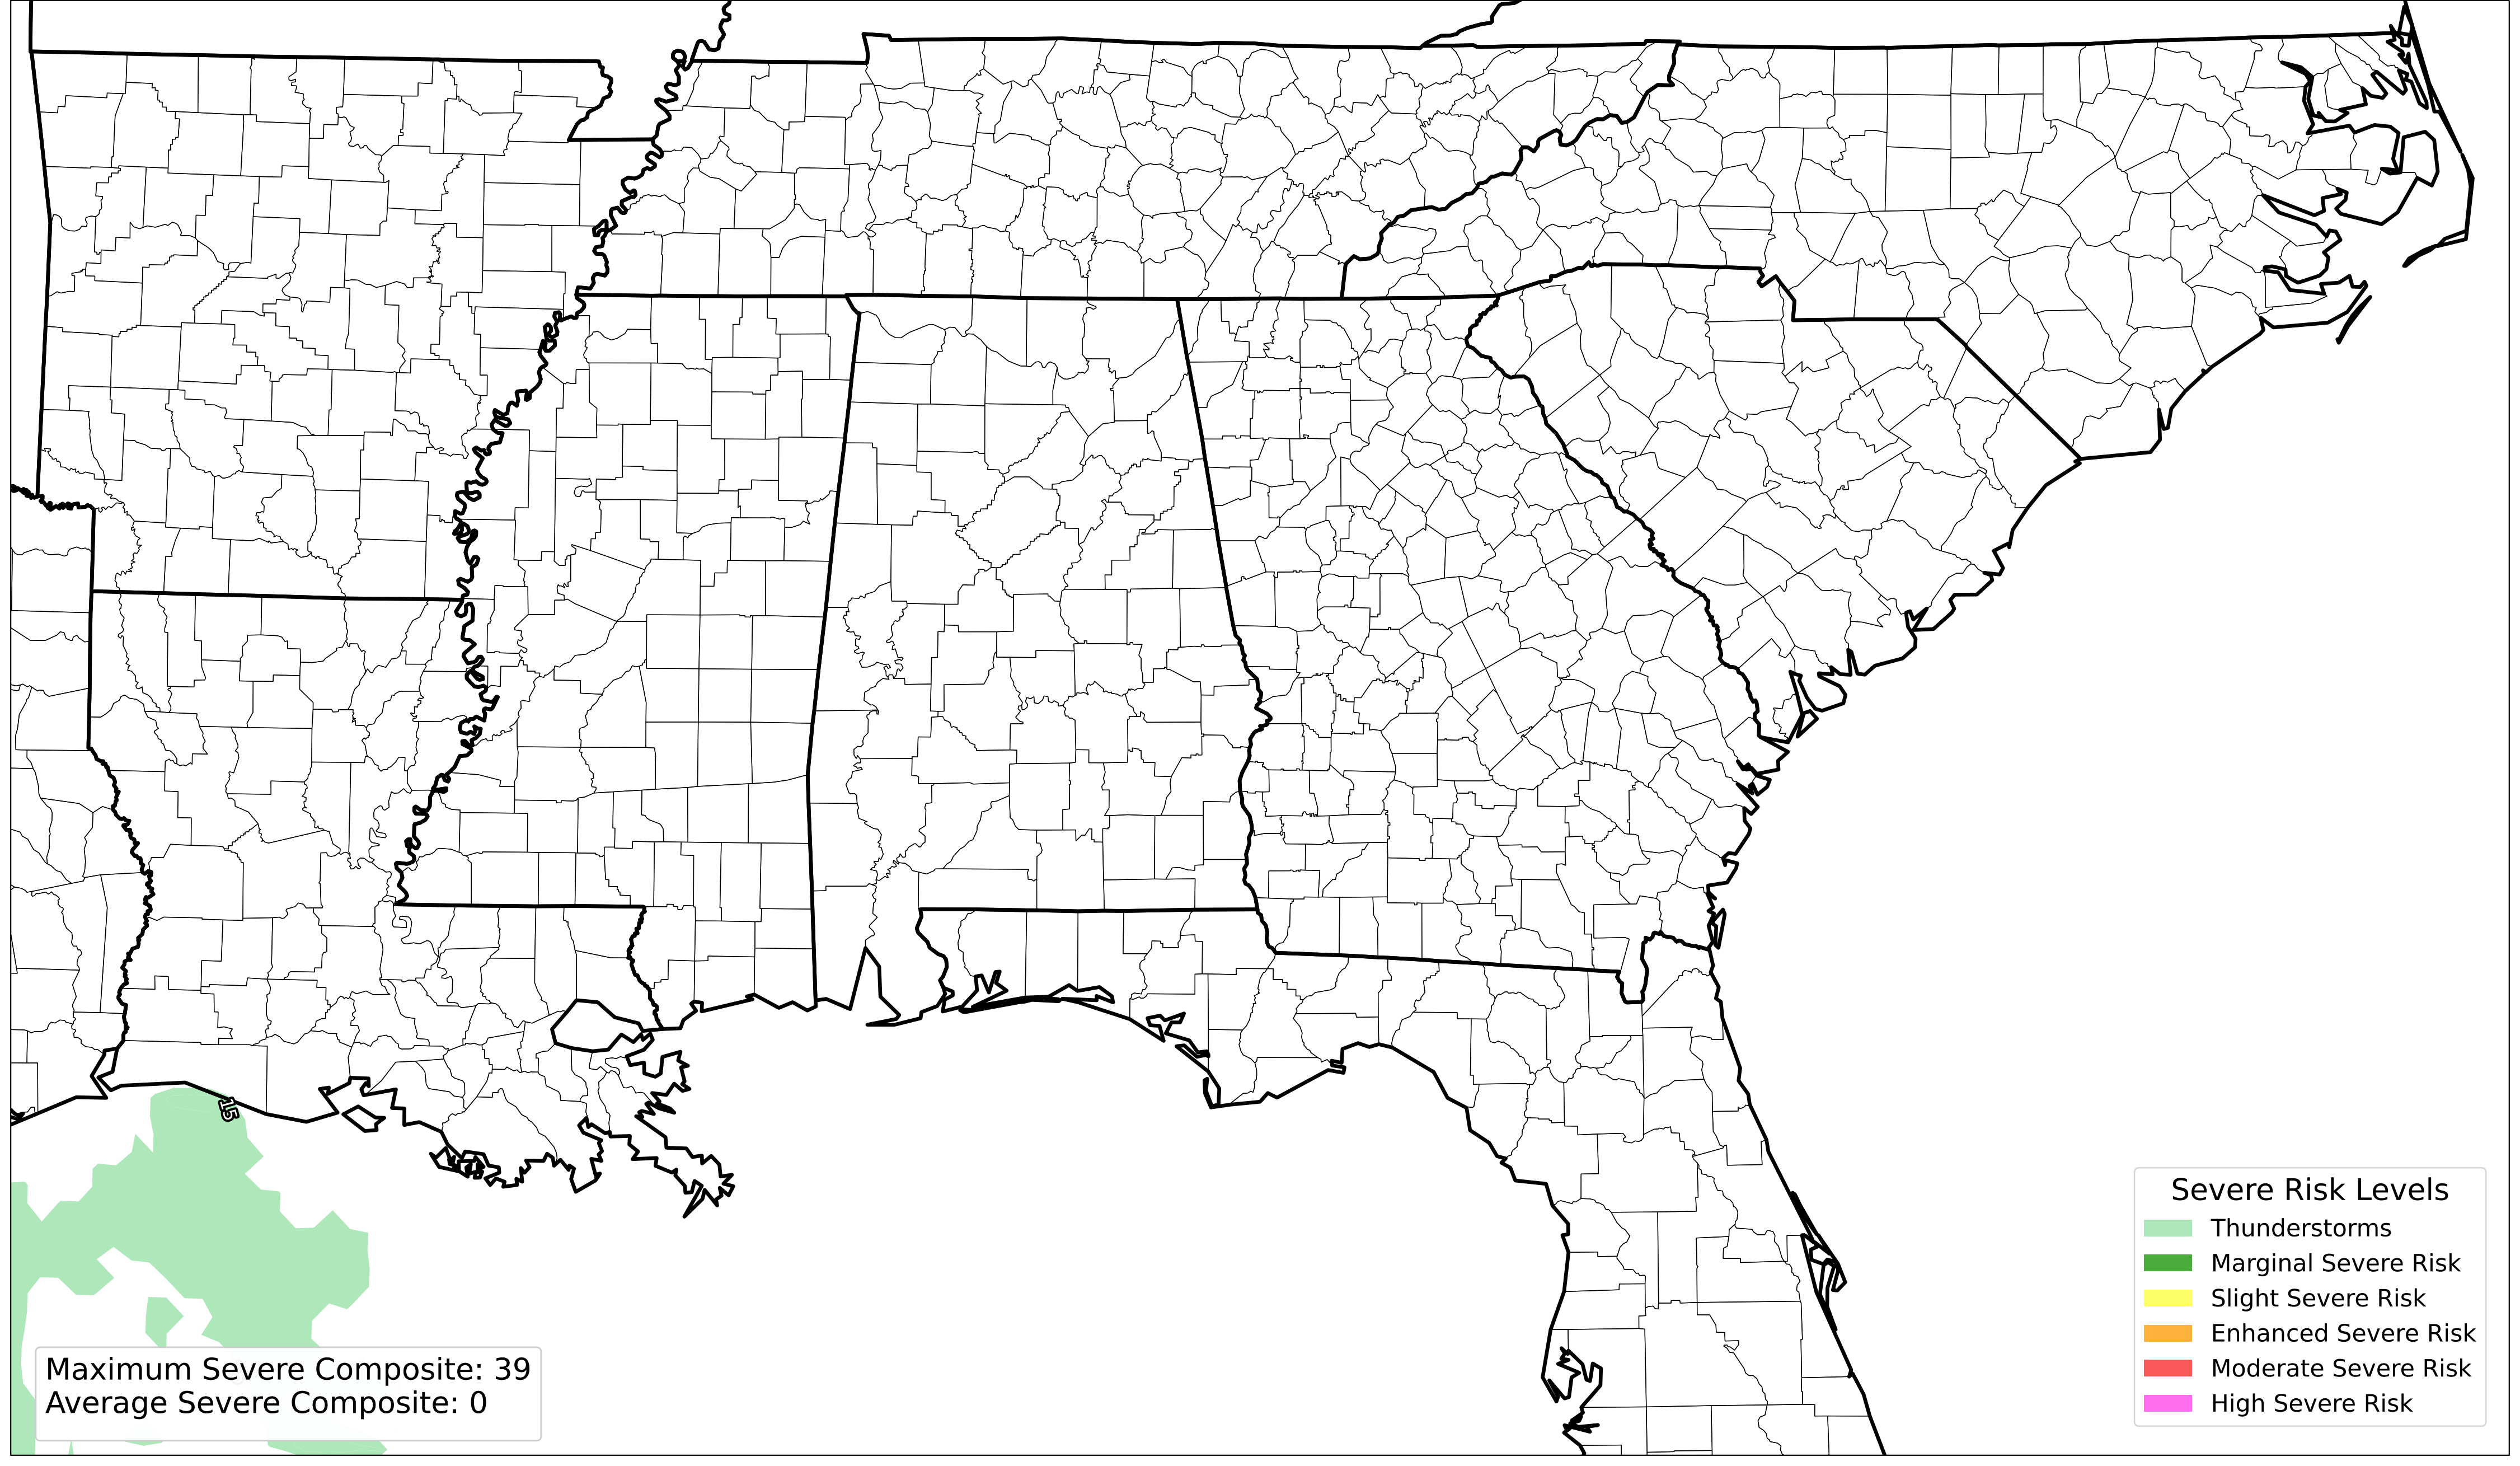 15
Severe Risk Levels
Thunderstorms
Marginal Severe Risk
Slight Severe Risk
Enhanced Severe Risk
Moderate Severe Risk
High Severe Risk
Maximum Severe Composite: 39
Average Severe Composite: 0